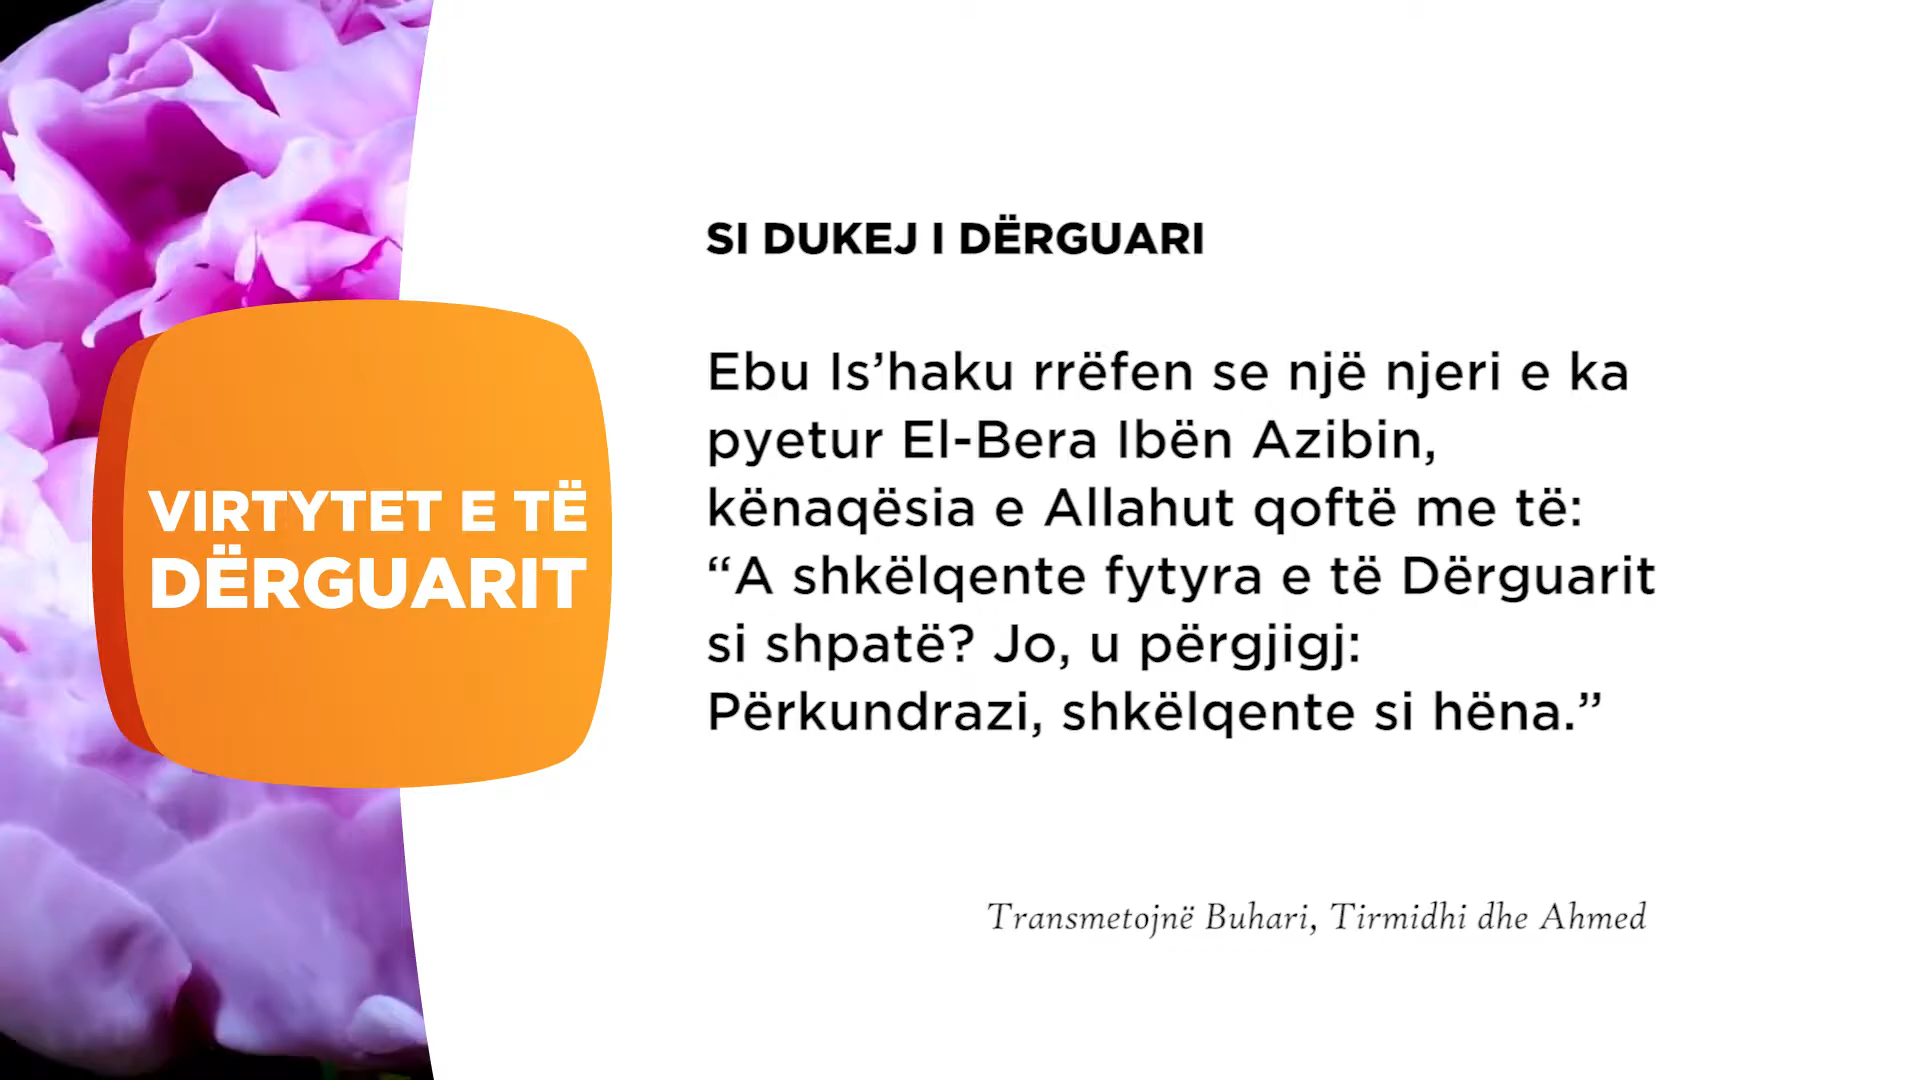 VIRTYTET E TË
DËRGUARIT
SI DUKEJ I DËRGUARI
Ebu Is’haku rrëfen se një njeri e ka
pyetur El-Bera Ibën Azibin,
kënaqësia e Allahut qoftë me të:
“A shkëlqente fytyra e të Dërguarit
si shpatë? Jo, u përgjigj:
Përkundrazi, shkëlqente si hëna.”
Transmetojnë Buhari, Tirmidhi dhe Ahmed